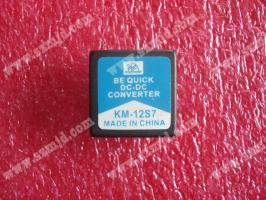 BE QUICK
DC-DC
CONVERTER
KM-12S7
MADE IN CHINA